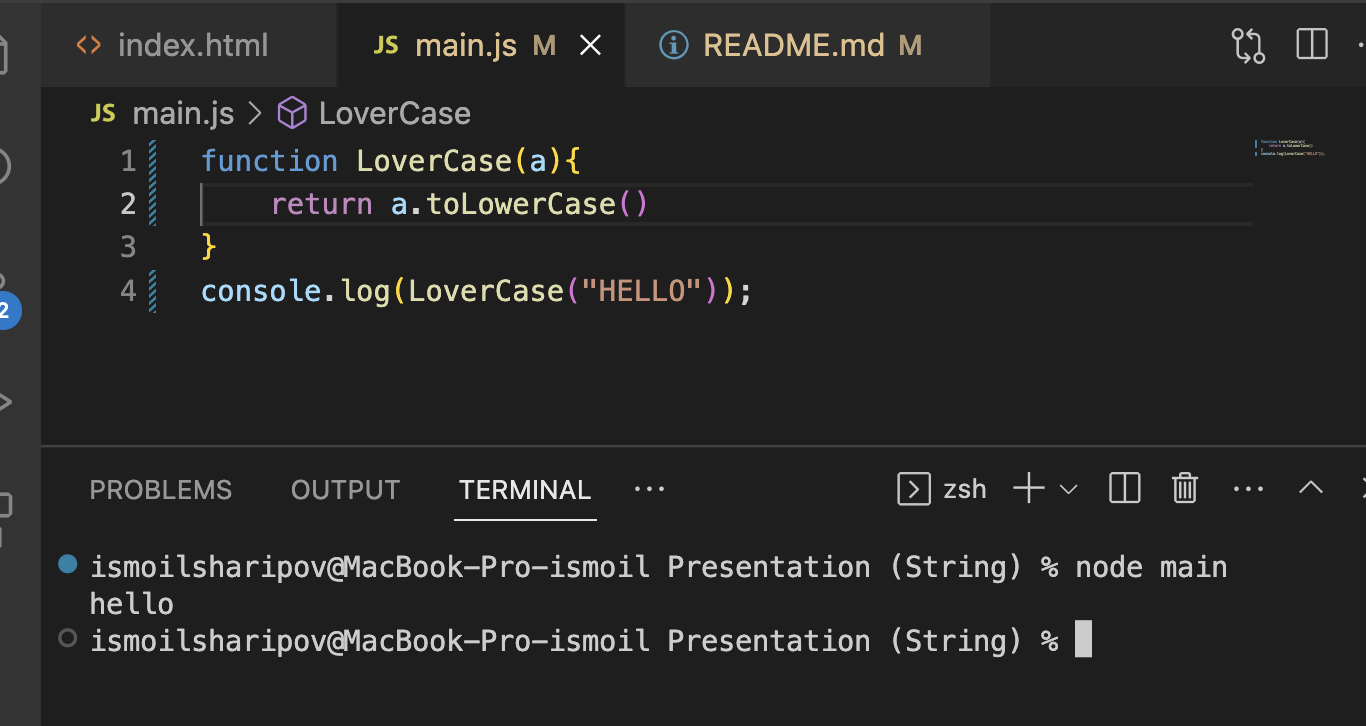 index.html JS main.js M README.md M
JS main.js > LoverCase
1 function LoverCase(a){
2 return a.toLowerCase()
3 }
4 console.log(LoverCase("HELLO"));
2
PROBLEMS OUTPUT TERMINAL ... zsh
ismoilsharipov@MacBook-Pro-ismoil Presentation (String) % node main
hello
ismoilsharipov@MacBook-Pro-ismoil Presentation (String) %